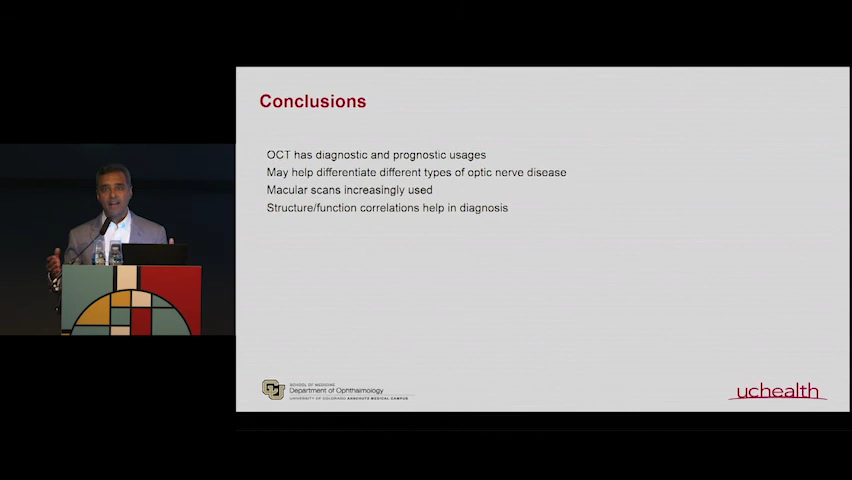 Conclusions
OCT has diagnostic and prognostic usages
May help differentiate different types of optic nerve disease
Macular scans increasingly used
Structure/function correlations help in diagnosis
CU
SCHOOL OF MEDICINE
Department of Ophthalmology
UNIVERSITY OF COLORADO ANSCHUTZ MEDICAL CAMPUS
uchealth